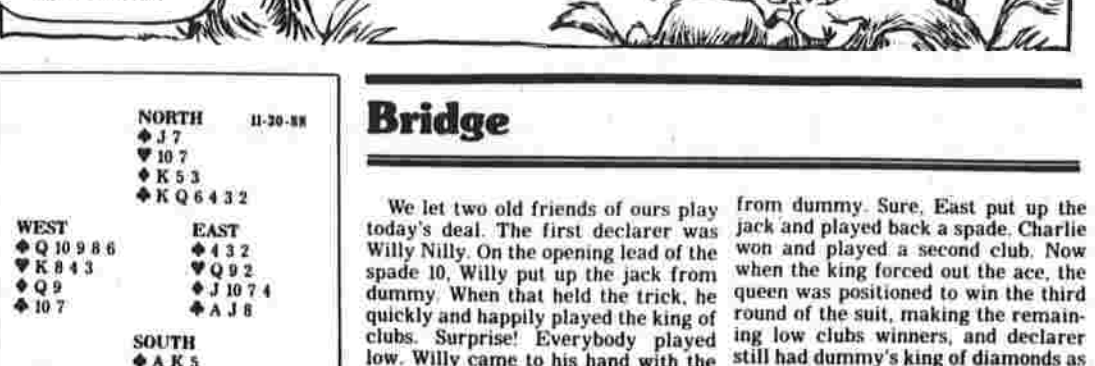 NORTH 11-20-88
♠ J 7
♥ 10 7
♦ K 5 3
♣ K Q 6 4 3 2
WEST EAST
♠ Q 10 9 8 6 ♠ 4 3 2
♥ K 8 4 3 ♥ Q 9 2
♦ Q 9 ♦ J 10 7 4
♣ 10 7 ♣ A J 8
SOUTH
♠ A K 5
Bridge
We let two old friends of ours play
today's deal. The first declarer was
Willy Nilly. On the opening lead of the
spade 10, Willy put up the jack from
dummy. When that held the trick, he
quickly and happily played the king of
clubs. Surprise! Everybody played
low. Willy came to his hand with the
from dummy. Sure, East put up the
jack and played back a spade. Charlie
won and played a second club. Now
when the king forced out the ace, the
queen was positioned to win the third
round of the suit, making the remain-
ing low clubs winners, and declarer
still had dummy's king of diamonds as